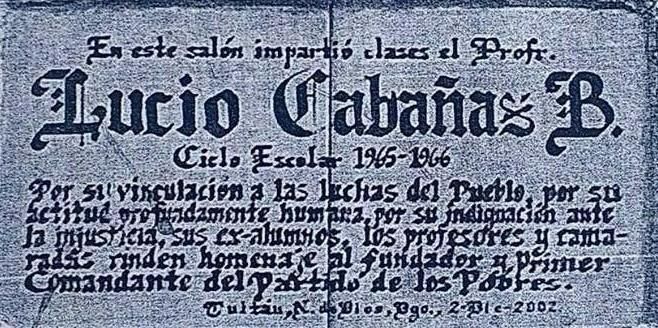 En este salón impartió clases el Profr.
Lucio Cabañas B.
Ciclo Escolar 1965-1966
Por su vinculación a las luchas del Pueblo, por su
actitud profundamente humana, por su indignación ante
la injusticia, sus ex-alumnos, los profesores y cama-
radas rinden homenaje al fundador y primer
Comandante del Partido de los Pobres.
Tuitán, N. de Dios, Dgo., 2-Dic-2002